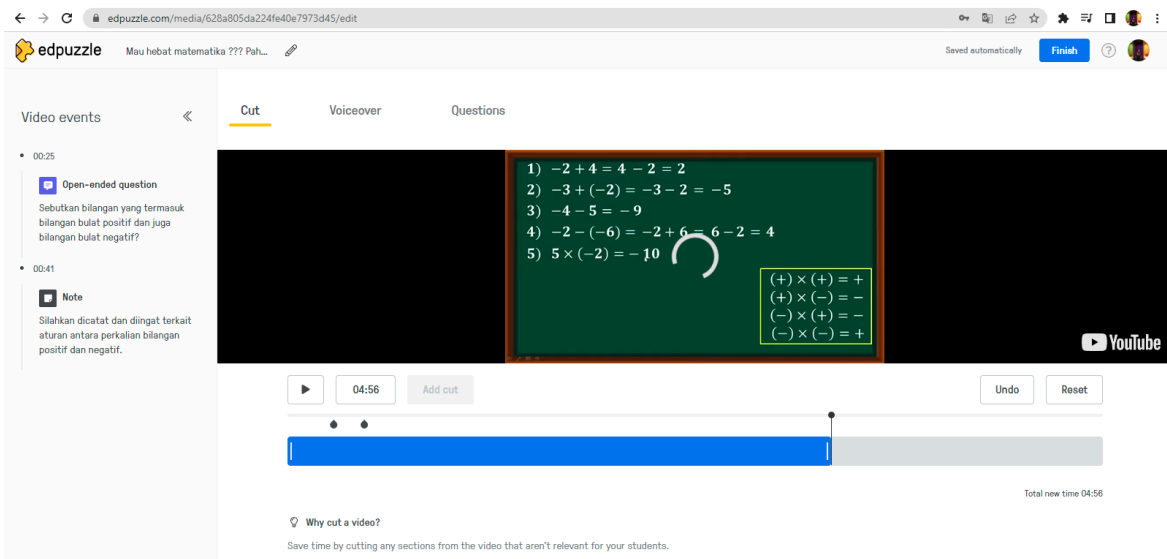 edpuzzle.com/media/628a805da224fe40e7973d45/edit
edpuzzle
Mau hebat matematika ??? Pah...
Saved automatically
Finish
?
Video events
Cut
Voiceover
Questions
00:25
Open-ended question
Sebutkan bilangan yang termasuk
bilangan bulat positif dan juga
bilangan bulat negatif?
00:41
Note
Silahkan dicatat dan diingat terkait
aturan antara perkalian bilangan
positif dan negatif.
1) −2 + 4 = 4 − 2 = 2
2) −3 + (−2) = −3 − 2 = −5
3) −4 − 5 = −9
4) −2 − (−6) = −2 + 6 = 6 − 2 = 4
5) 5 × (−2) = −10
(+) × (+) = +
(+) × (−) = −
(−) × (+) = −
(−) × (−) = +
YouTube
04:56
Add cut
Undo
Reset
Total new time 04:56
Why cut a video?
Save time by cutting any sections from the video that aren't relevant for your students.